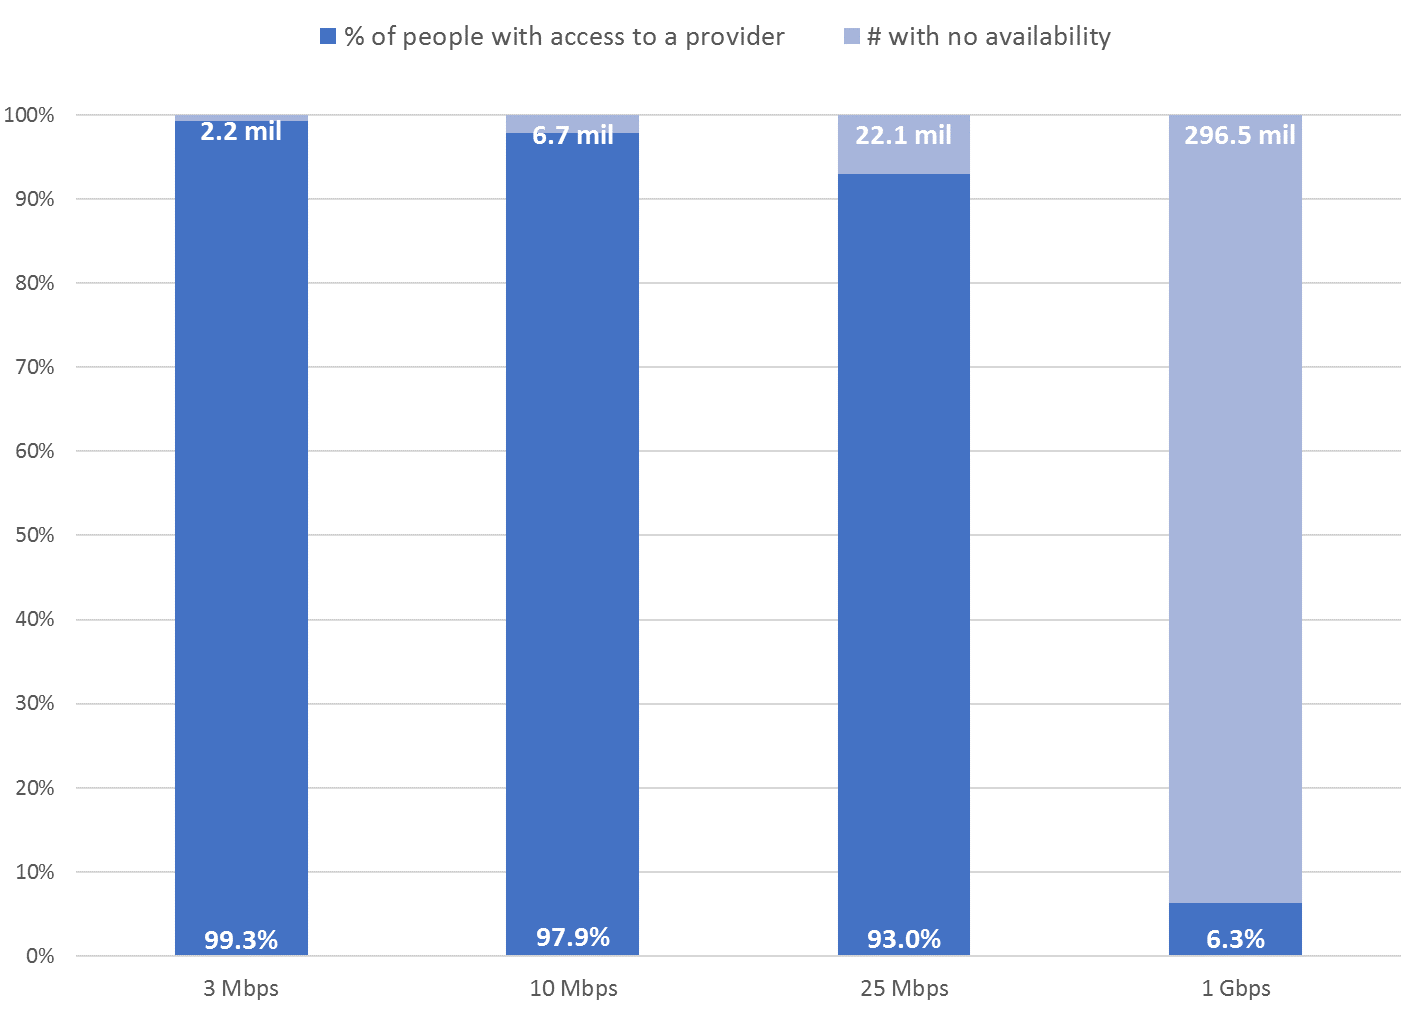 % of people with access to a provider # with no availability
100%
90%
80%
70%
60%
50%
40%
30%
20%
10%
0%
2.2 mil 6.7 mil 22.1 mil 296.5 mil
99.3% 97.9% 93.0% 6.3%
3 Mbps 10 Mbps 25 Mbps 1 Gbps